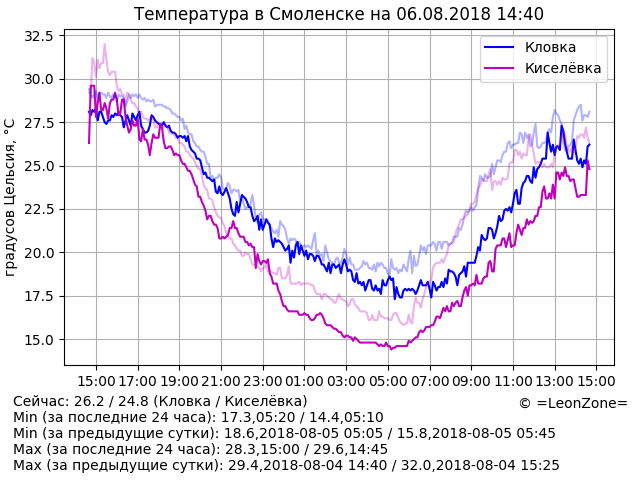 Температура в Смоленске на 06.08.2018 14:40
градусов Цельсия, °C
32.5
30.0
27.5
25.0
22.5
20.0
17.5
15.0
Кловка
Киселёвка
15:00 17:00 19:00 21:00 23:00 01:00 03:00 05:00 07:00 09:00 11:00 13:00 15:00
Сейчас: 26.2 / 24.8 (Кловка / Киселёвка)
© =LeonZone=
Min (за последние 24 часа): 17.3,05:20 / 14.4,05:10
Min (за предыдущие сутки): 18.6,2018-08-05 05:05 / 15.8,2018-08-05 05:45
Max (за последние 24 часа): 28.3,15:00 / 29.6,14:45
Max (за предыдущие сутки): 29.4,2018-08-04 14:40 / 32.0,2018-08-04 15:25